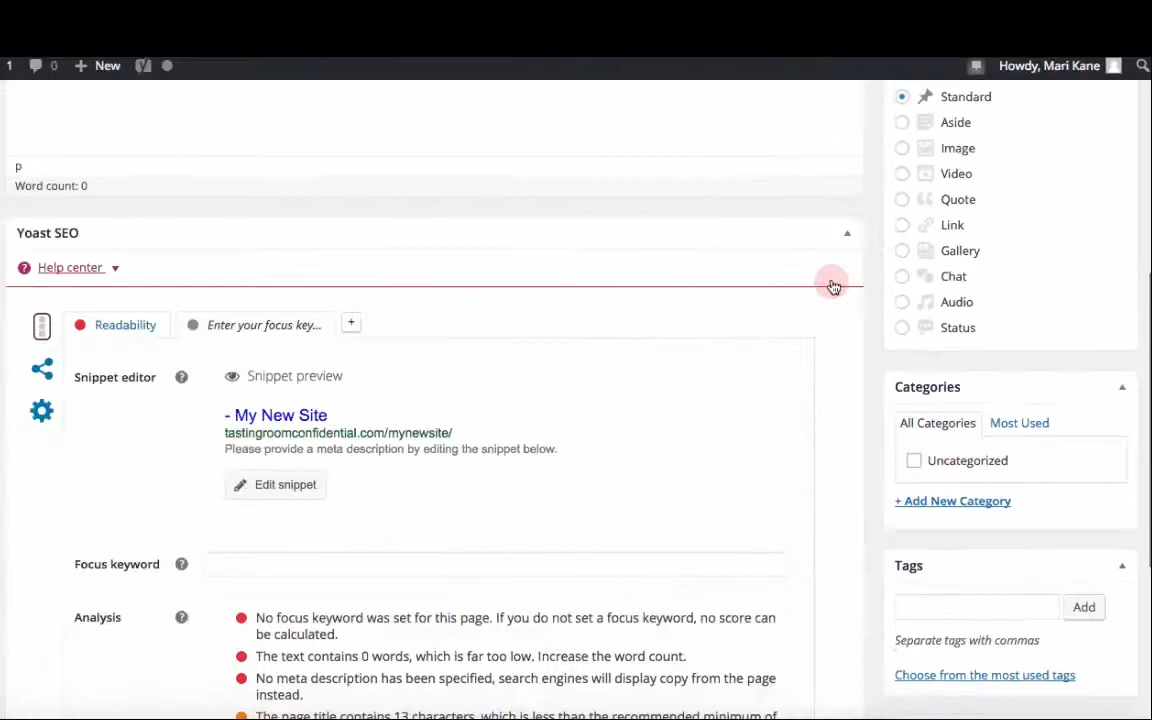 1 0 New Howdy, Mari Kane
p
Word count: 0
Yoast SEO
Help center
Readability
Enter your focus key...
+
Snippet editor
Snippet preview
- My New Site
tastingroomconfidential.com/mynewsite/
Please provide a meta description by editing the snippet below.
Edit snippet
Focus keyword
Analysis
No focus keyword was set for this page. If you do not set a focus keyword, no score can
be calculated.
The text contains 0 words, which is far too low. Increase the word count.
No meta description has been specified, search engines will display copy from the page
instead.
The page title contains 13 characters, which is less than the recommended minimum of
Standard
Aside
Image
Video
Quote
Link
Gallery
Chat
Audio
Status
Categories
All Categories Most Used
Uncategorized
+ Add New Category
Tags
Add
Separate tags with commas
Choose from the most used tags